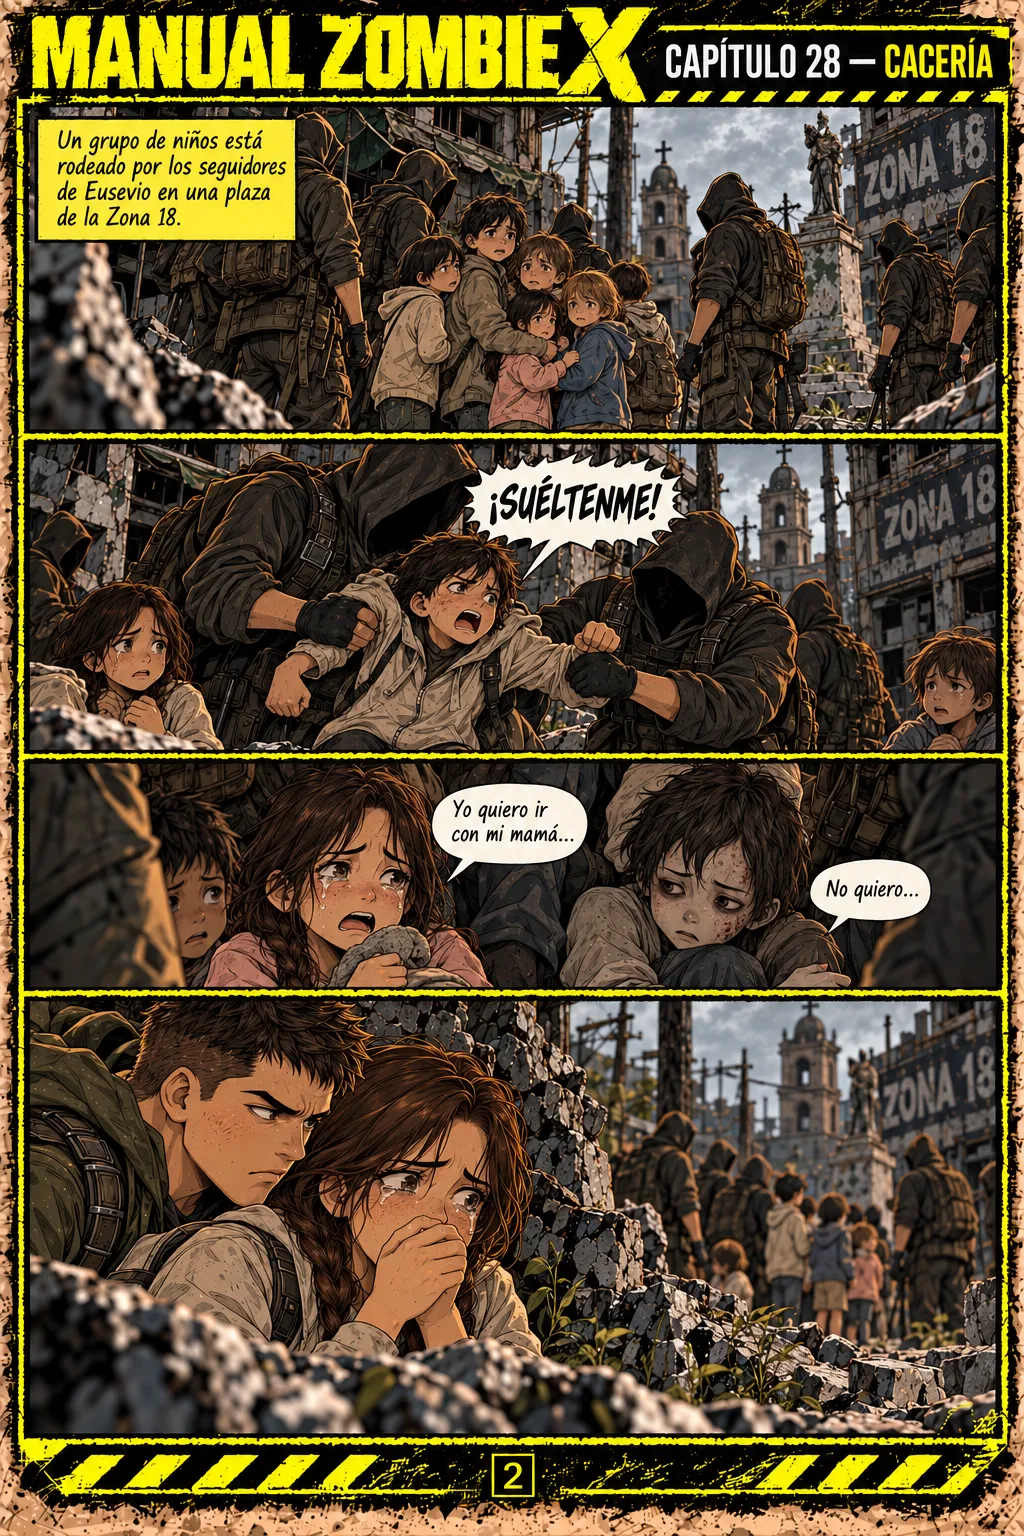 MANUAL ZOMBIE X
CAPÍTULO 28 — CACERÍA
Un grupo de niños está
rodeado por los seguidores
de Eusevio en una plaza
de la Zona 18.
ZONA 18
¡SUÉLTENME!
ZONA 18
Yo quiero ir
con mi mamá...
No quiero...
ZONA 18
2